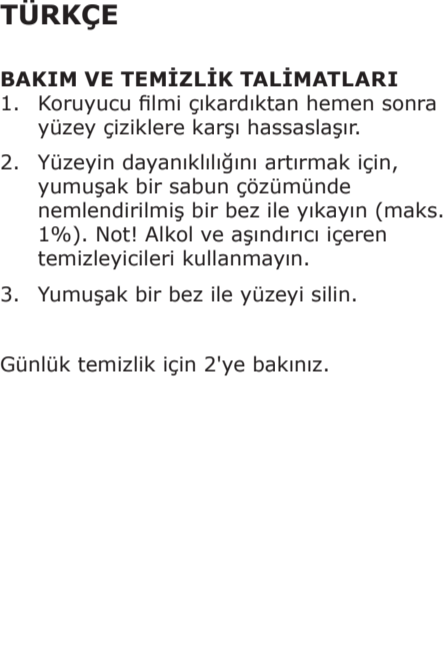 TÜRKÇE
BAKIM VE TEMİZLİK TALİMATLARI
1. Koruyucu filmi çıkardıktan hemen sonra
yüzey çiziklere karşı hassaslaşır.
2. Yüzeyin dayanıklılığını artırmak için,
yumuşak bir sabun çözümünde
nemlendirilmiş bir bez ile yıkayın (maks.
1%). Not! Alkol ve aşındırıcı içeren
temizleyicileri kullanmayın.
3. Yumuşak bir bez ile yüzeyi silin.
Günlük temizlik için 2'ye bakınız.